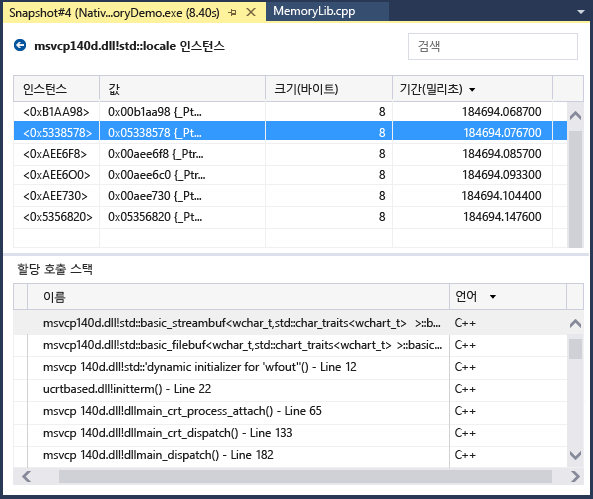 Snapshot#4 (Nativ...oryDemo.exe (8.40s) MemoryLib.cpp
msvcp140d.dll!std::locale 인스턴스 검색
인스턴스 값 크기(바이트) 기간(밀리초)
<0xB1AA98> 0x00b1aa98 {_Pt... 8 184694.068700
<0x5338578> 0x05338578 {_Pt... 8 184694.076700
<0xAEE6F8> 0x00aee6f8 {_Ptr... 8 184694.085700
<0xAEE6O0> 0x00aee6c0 {_Ptr... 8 184694.093300
<0xAEE730> 0x00aee730 {_Pt... 8 184694.104400
<0x5356820> 0x05356820 {_Pt... 8 184694.147600
할당 호출 스택
이름 언어
msvcp140d.dll!std::basic_streambuf<wchar_t,std::char_traits<wchart_t> >::b... C++
msvcp140d.dll!std::basic_filebuf<wchar_t,std::chart_traits<wchart_t> >::basic... C++
msvcp 140d.dll!std::'dynamic initializer for 'wfout''() - Line 12 C++
ucrtbased.dll!initterm() - Line 22 C++
msvcp 140d.dll!dllmain_crt_process_attach() - Line 65 C++
msvcp 140d.dll!dllmain_crt_dispatch() - Line 133 C++
msvcp 140d.dll!dllmain_dispatch() - Line 182 C++